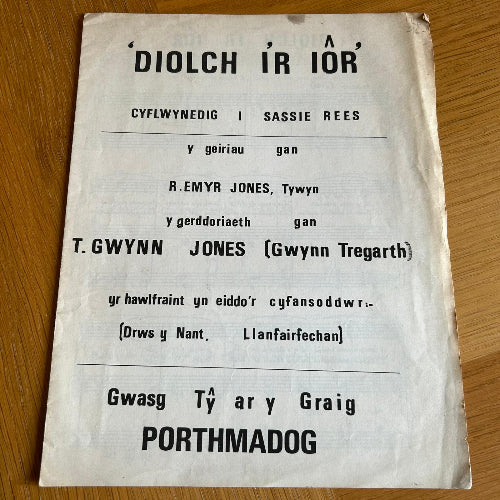 'DIOLCH I'R IÔR'
CYFLWYNEDIG I SASSIE REES
y geiriau gan
R. EMYR JONES, Tywyn
y gerddoriaeth gan
T. GWYNN JONES (Gwynn Tregarth)
yr hawlfraint yn eiddo'r cyfansoddwr:-
(Drws y Nant, Llanfairfechan)
Gwasg Tŷ ar y Graig
PORTHMADOG